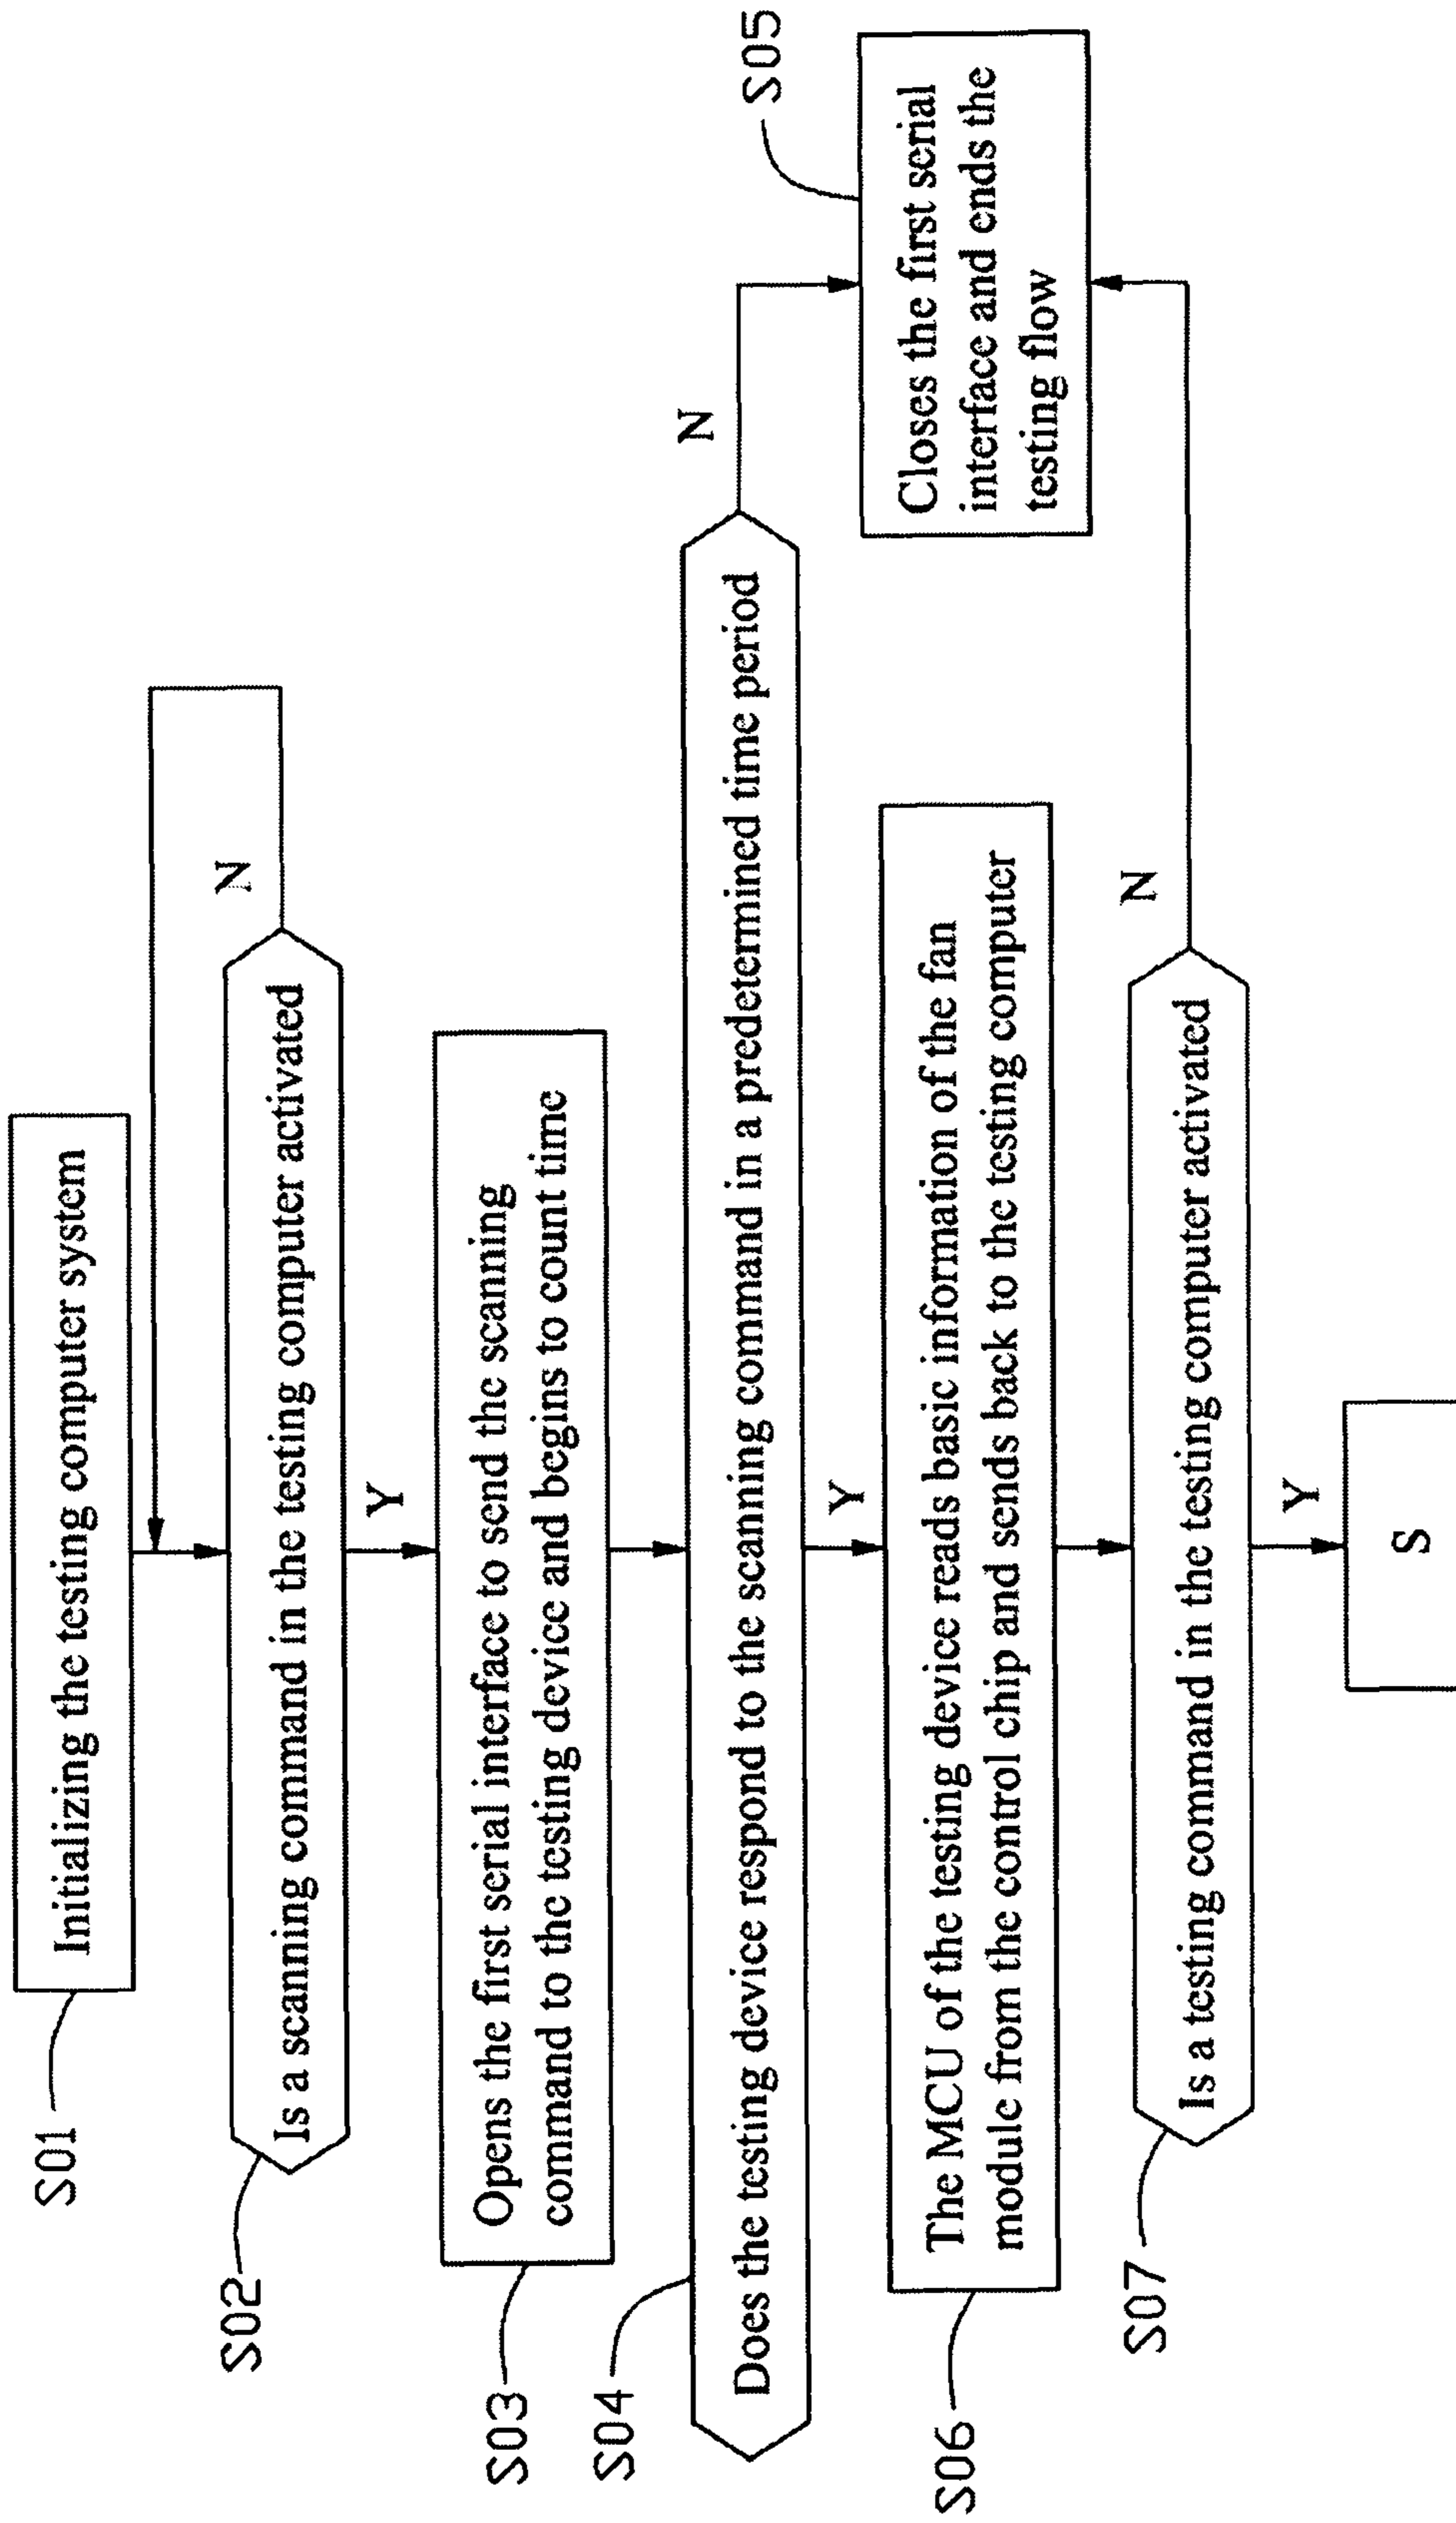 S01
Initializing the testing computer system
S02
Is a scanning command in the testing computer activated
N
Y
S03
Opens the first serial interface to send the scanning
command to the testing device and begins to count time
S04
Does the testing device respond to the scanning command in a predetermined time period
N
Y
S05
Closes the first serial
interface and ends the
testing flow
S06
The MCU of the testing device reads basic information of the fan
module from the control chip and sends back to the testing computer
S07
Is a testing command in the testing computer activated
N
Y
S